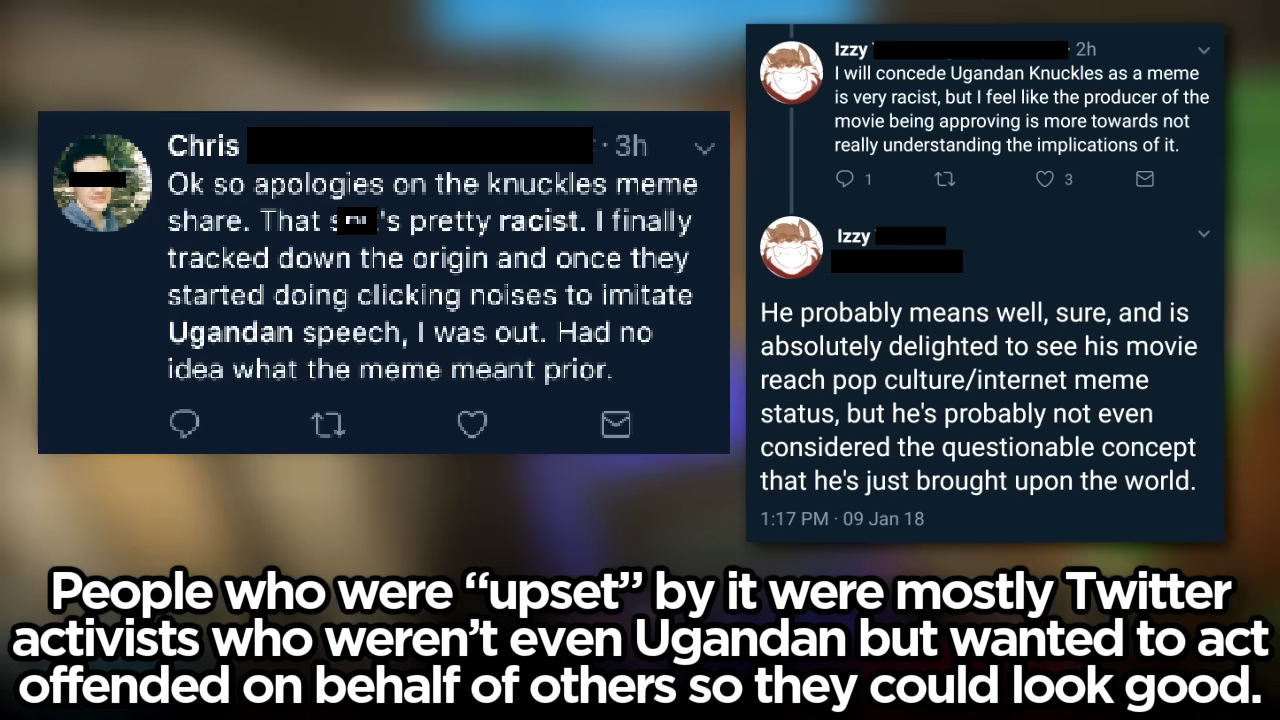 Chris · 3h
Ok so apologies on the knuckles meme
share. That s 's pretty racist. I finally
tracked down the origin and once they
started doing clicking noises to imitate
Ugandan speech, I was out. Had no
idea what the meme meant prior.
Izzy · 2h
I will concede Ugandan Knuckles as a meme
is very racist, but I feel like the producer of the
movie being approving is more towards not
really understanding the implications of it.
1 3
Izzy
He probably means well, sure, and is
absolutely delighted to see his movie
reach pop culture/internet meme
status, but he's probably not even
considered the questionable concept
that he's just brought upon the world.
1:17 PM · 09 Jan 18
People who were “upset” by it were mostly Twitter
activists who weren’t even Ugandan but wanted to act
offended on behalf of others so they could look good.